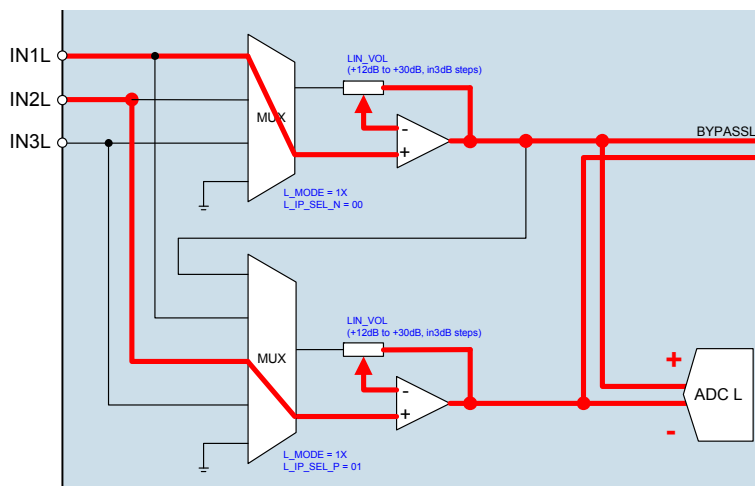 IN1L
LIN_VOL
(+12dB to +30dB, in3dB steps)
IN2L
MUX
-
+
IN3L
BYPASSL
L_MODE = 1X
L_IP_SEL_N = 00
LIN_VOL
(+12dB to +30dB, in3dB steps)
MUX
+
-
+
ADC L
-
L_MODE = 1X
L_IP_SEL_P = 01